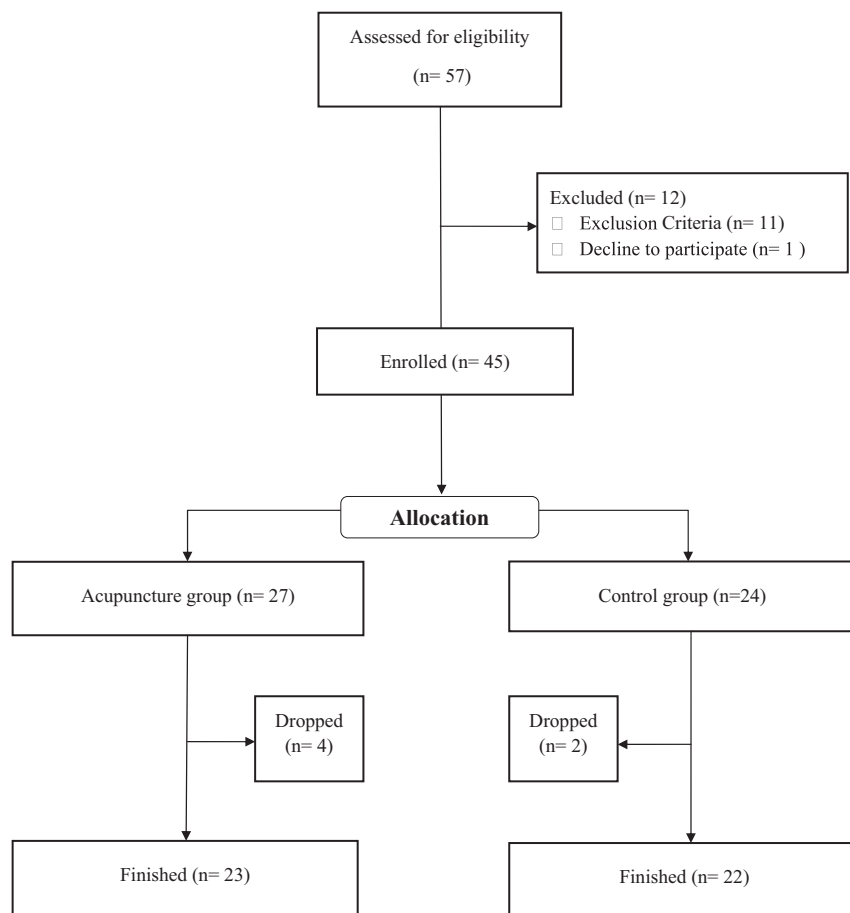 Assessed for eligibility
(n= 57)
Excluded (n= 12)
□ Exclusion Criteria (n= 11)
□ Decline to participate (n= 1 )
Enrolled (n= 45)
Allocation
Acupuncture group (n= 27)
Control group (n=24)
Dropped
(n= 4)
Dropped
(n= 2)
Finished (n= 23)
Finished (n= 22)